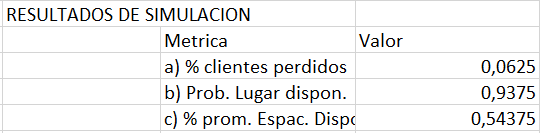 RESULTADOS DE SIMULACION
Metrica Valor
a) % clientes perdidos 0,0625
b) Prob. Lugar dispon. 0,9375
c) % prom. Espac. Dispo 0,54375